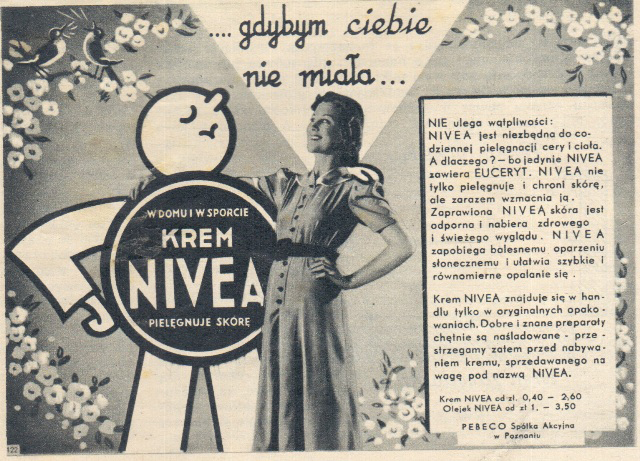 .... gdybym ciebie
nie miała...
W DOMU I W SPORCIE
KREM
NIVEA
PIELĘGNUJE SKÓRĘ
NIE ulega wątpliwości:
NIVEA jest niezbędna do co-
dziennej pielęgnacji cery i ciała.
A dlaczego? – bo jedynie NIVEA
zawiera EUCERYT. NIVEA nie
tylko pielęgnuje i chroni skórę,
ale zarazem wzmacnia ją.
Zaprawiona NIVEĄ skóra jest
odporna i nabiera zdrowego
i świeżego wyglądu. NIVEA
zapobiega bolesnemu oparzeniu
słonecznemu i ułatwia szybkie i
równomierne opalanie się.
Krem NIVEA znajduje się w han-
dlu tylko w oryginalnych opako-
waniach. Dobre i znane preparaty
chętnie są naśladowane - prze-
strzegamy zatem przed nabywa-
niem kremu, sprzedawanego na
wagę pod nazwą NIVEA.
Krem NIVEA od zł. 0,40 – 2,60
Olejek NIVEA od zł 1, – 3,50
PEBECO Spółka Akcyjna
w Poznaniu
122